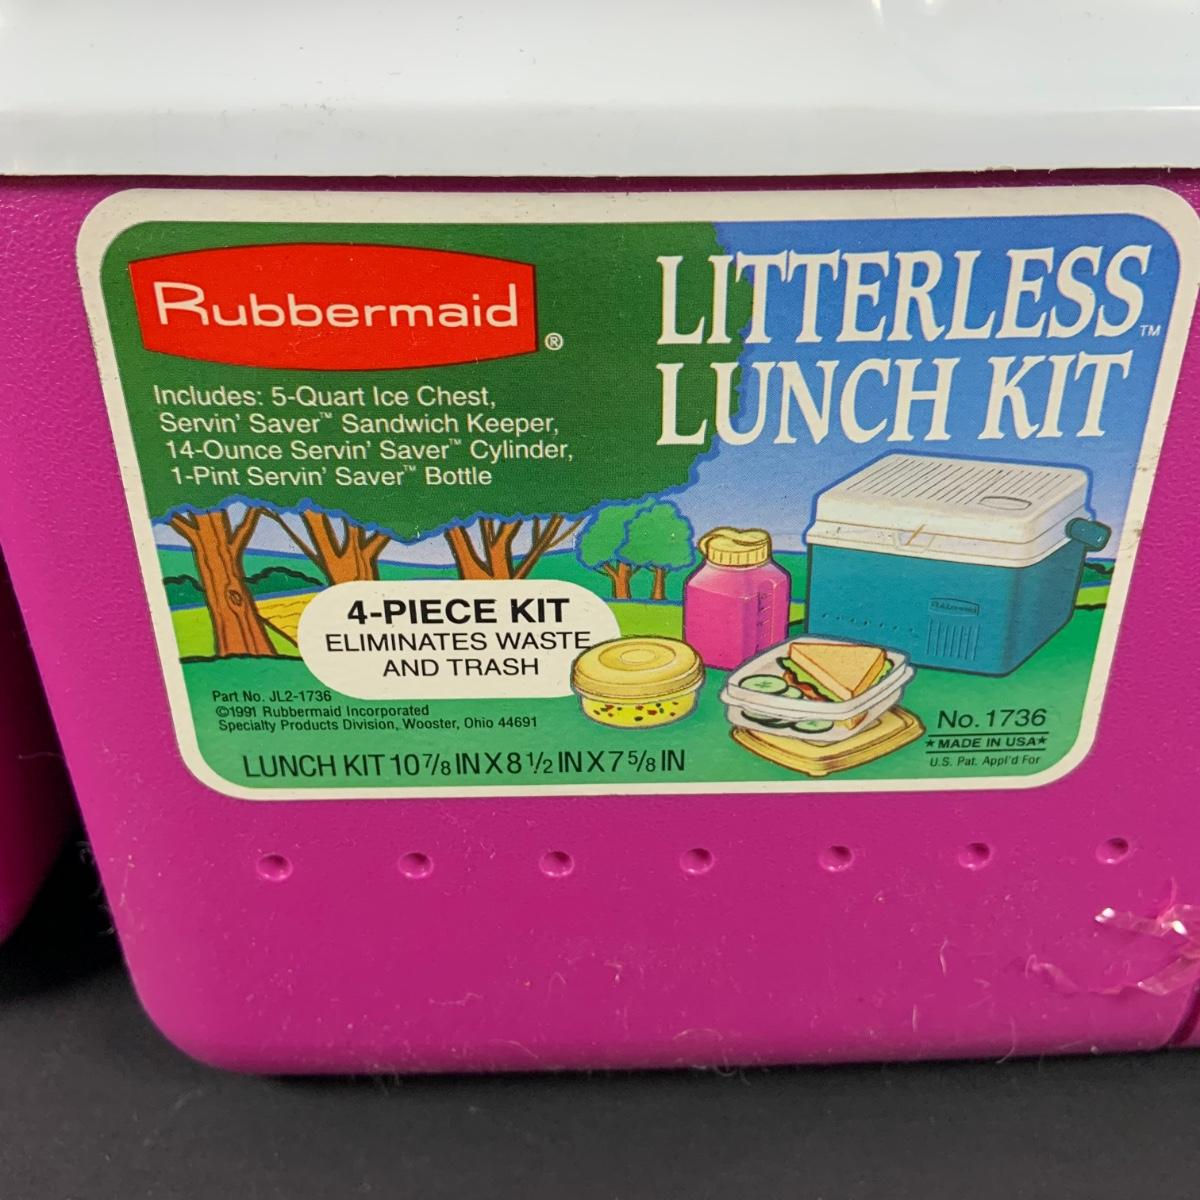 Rubbermaid®
Includes: 5-Quart Ice Chest,
Servin' Saver™ Sandwich Keeper,
14-Ounce Servin' Saver™ Cylinder,
1-Pint Servin' Saver™ Bottle
LITTERLESS™
LUNCH KIT
4-PIECE KIT
ELIMINATES WASTE
AND TRASH
Part No. JL2-1736
©1991 Rubbermaid Incorporated
Specialty Products Division, Wooster, Ohio 44691
LUNCH KIT 10 7/8 IN X 8 1/2 IN X 7 5/8 IN
Rubbermaid
No. 1736
★MADE IN USA★
U.S. Pat. Appl'd For